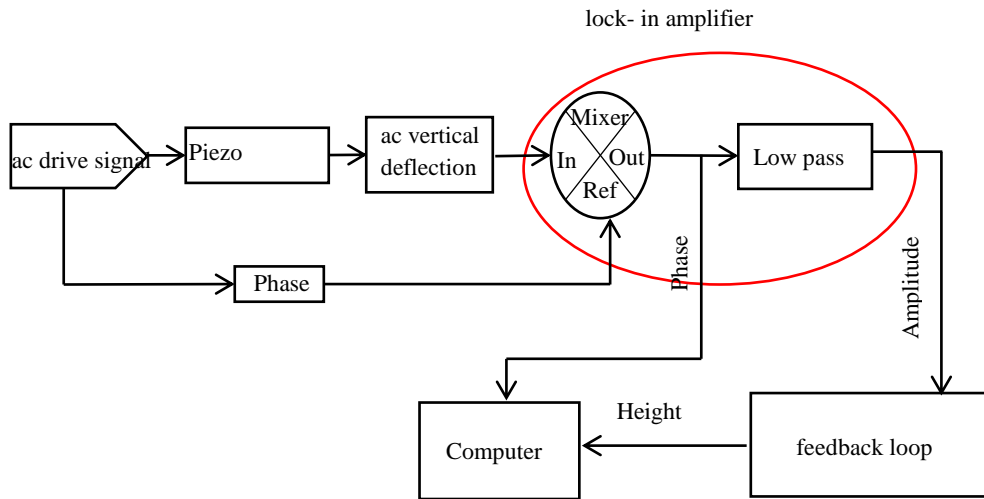 lock- in amplifier
ac drive signal
Piezo
ac vertical
deflection
Mixer
In
Out
Ref
Low pass
Phase
Phase
Amplitude
Computer
Height
feedback loop